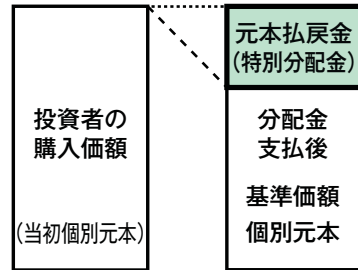 投資者の
購入価額
(当初個別元本)
元本払戻金
(特別分配金)
分配金
支払後
基準価額
個別元本